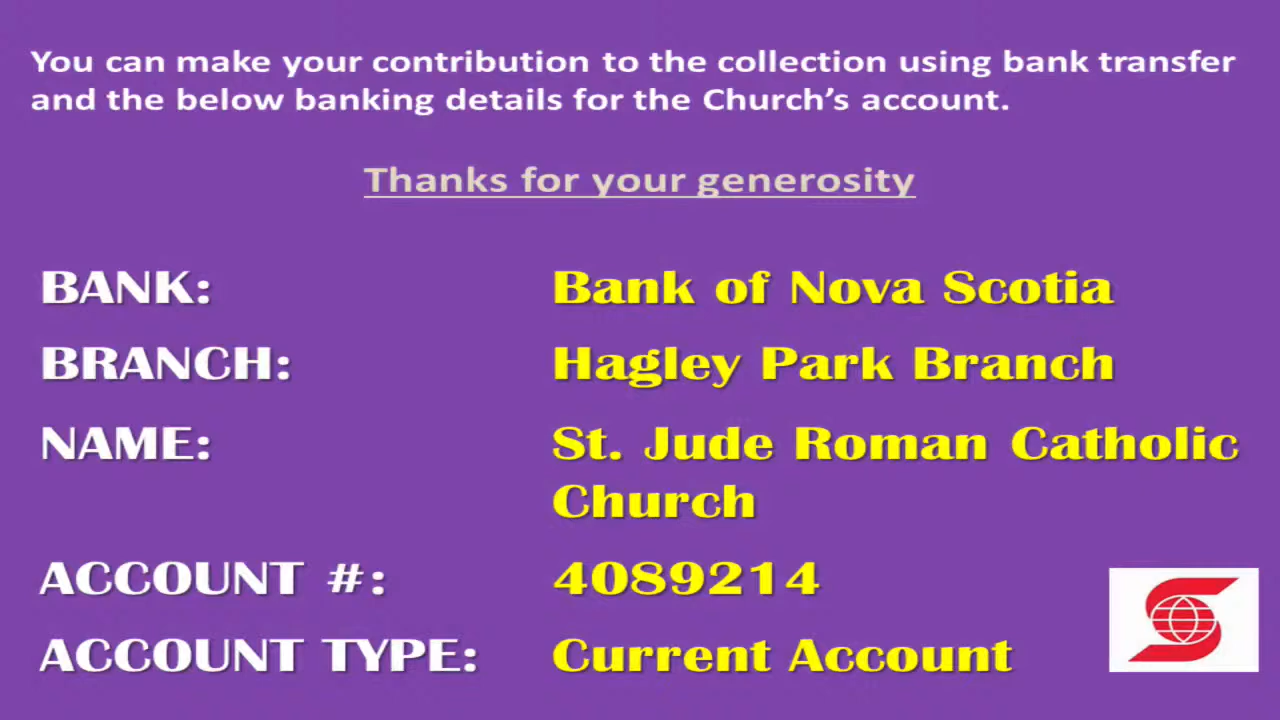 You can make your contribution to the collection using bank transfer
and the below banking details for the Church's account.
Thanks for your generosity
BANK: Bank of Nova Scotia
BRANCH: Hagley Park Branch
NAME: St. Jude Roman Catholic
Church
ACCOUNT #: 4089214
ACCOUNT TYPE: Current Account